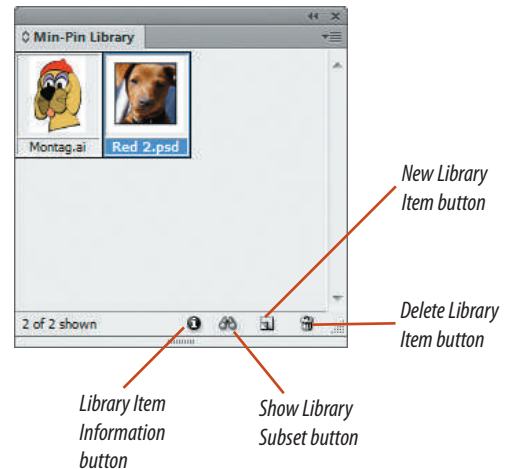 Min-Pin Library
Montag.ai
Red 2.psd
2 of 2 shown
New Library
Item button
Delete Library
Item button
Library Item
Information
button
Show Library
Subset button